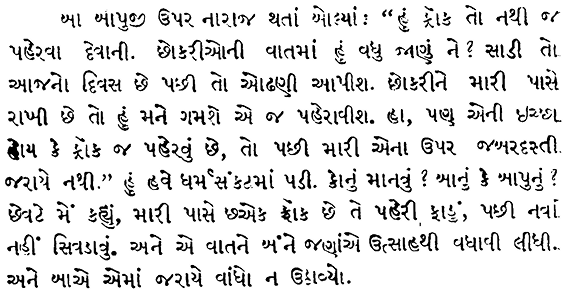 બા બાપુજી ઉપર નારાજ થતાં બોલ્યાં: “હું ફ્રોક તો નથી જ
પહેરવા દેવાની. છોકરીઓની વાતમાં હું વધુ જાણું ને? સાડી તો
આજનો દિવસ છે પછી તો ઓઢણી આપીશ. છોકરીને મારી પાસે
રાખી છે તો હું મને ગમશે એ જ પહેરાવીશ. હા, પણ એની ઇચ્છા
હોય કે ફ્રોક જ પહેરવું છે, તો પછી મારી એના ઉપર જબરદસ્તી
જરાયે નથી.” હું હવે ધર્મસંકટમાં પડી. કોનું માનવું? બાનું કે બાપુનું?
છેવટે મેં કહ્યું, મારી પાસે છએક ફ્રોક છે તે પહેરી ફાડું, પછી નવાં
નહીં સિવડાવું. અને એ વાતને બંને જણાંએ ઉત્સાહથી વધાવી લીધી.
અને બાએ એમાં જરાયે વાંધો ન ઉઠાવ્યો.